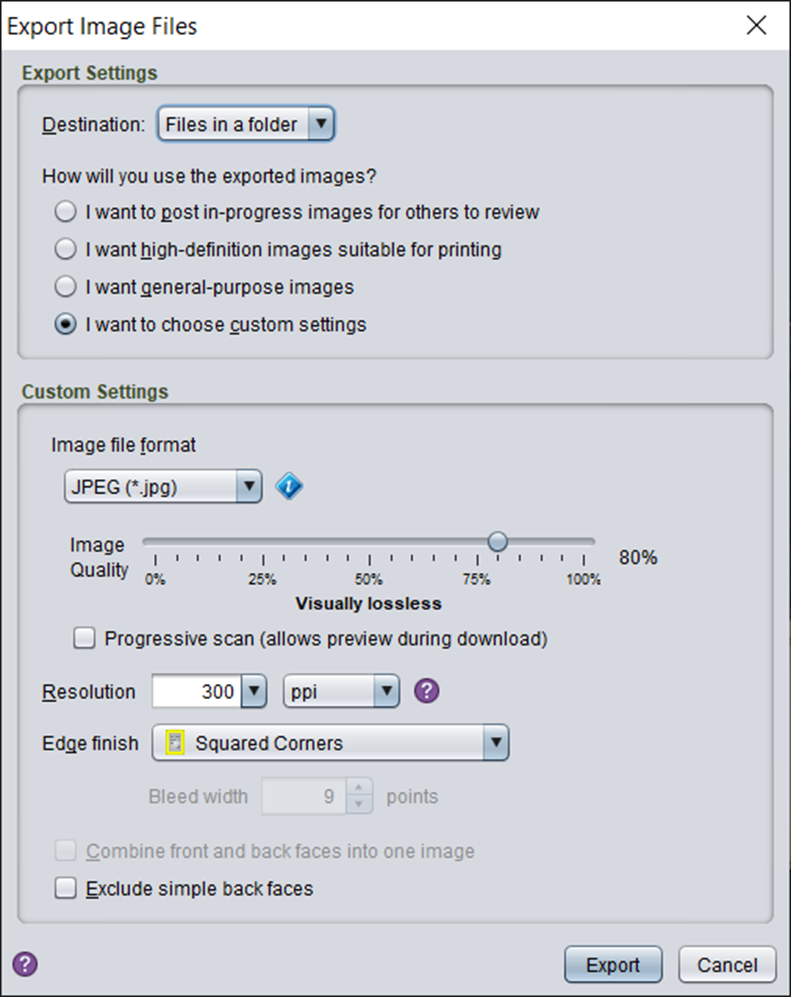 Export Image Files
Export Settings
Destination: Files in a folder
How will you use the exported images?
I want to post in-progress images for others to review
I want high-definition images suitable for printing
I want general-purpose images
I want to choose custom settings
Custom Settings
Image file format
JPEG (*.jpg)
Image
Quality
80%
0% 25% 50% 75% 100%
Visually lossless
Progressive scan (allows preview during download)
Resolution 300 ppi ?
Edge finish Squared Corners
Bleed width 9 points
Combine front and back faces into one image
Exclude simple back faces
? Export Cancel